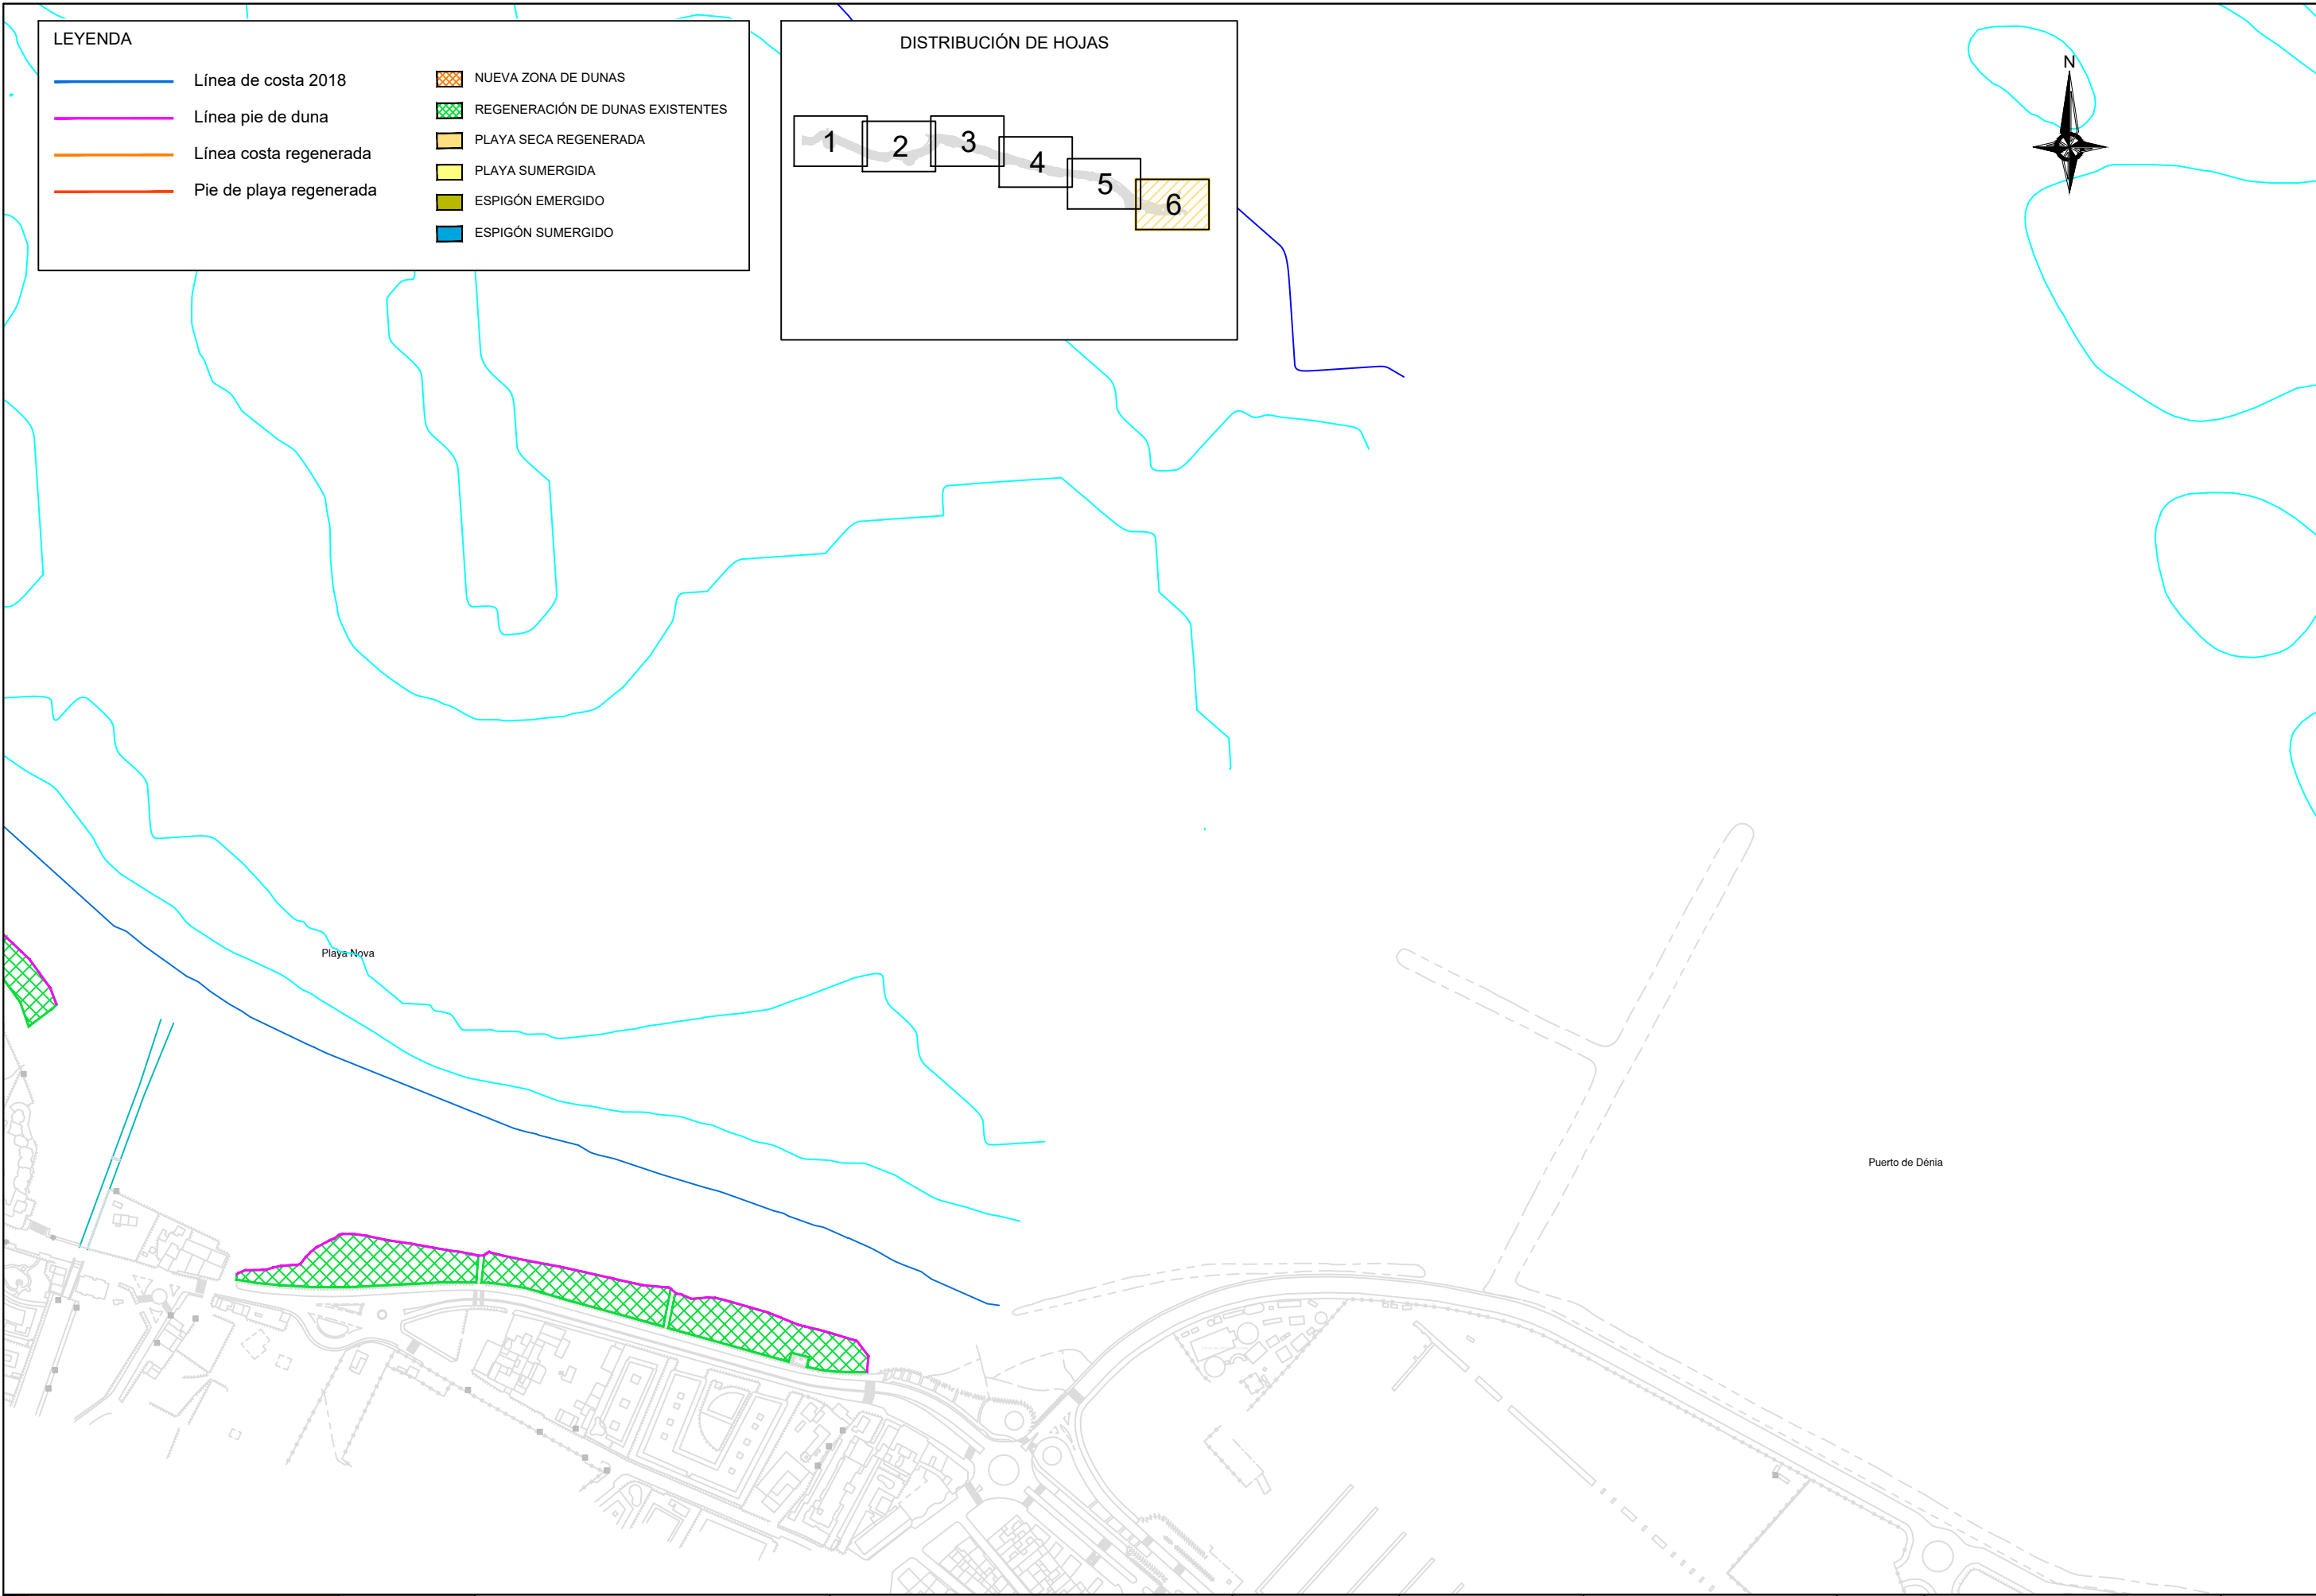 LEYENDA
Línea de costa 2018
Línea pie de duna
Línea costa regenerada
Pie de playa regenerada
NUEVA ZONA DE DUNAS
REGENERACIÓN DE DUNAS EXISTENTES
PLAYA SECA REGENERADA
PLAYA SUMERGIDA
ESPIGÓN EMERGIDO
ESPIGÓN SUMERGIDO
DISTRIBUCIÓN DE HOJAS
1
2
3
4
5
6
N
Playa Nova
Puerto de Dénia